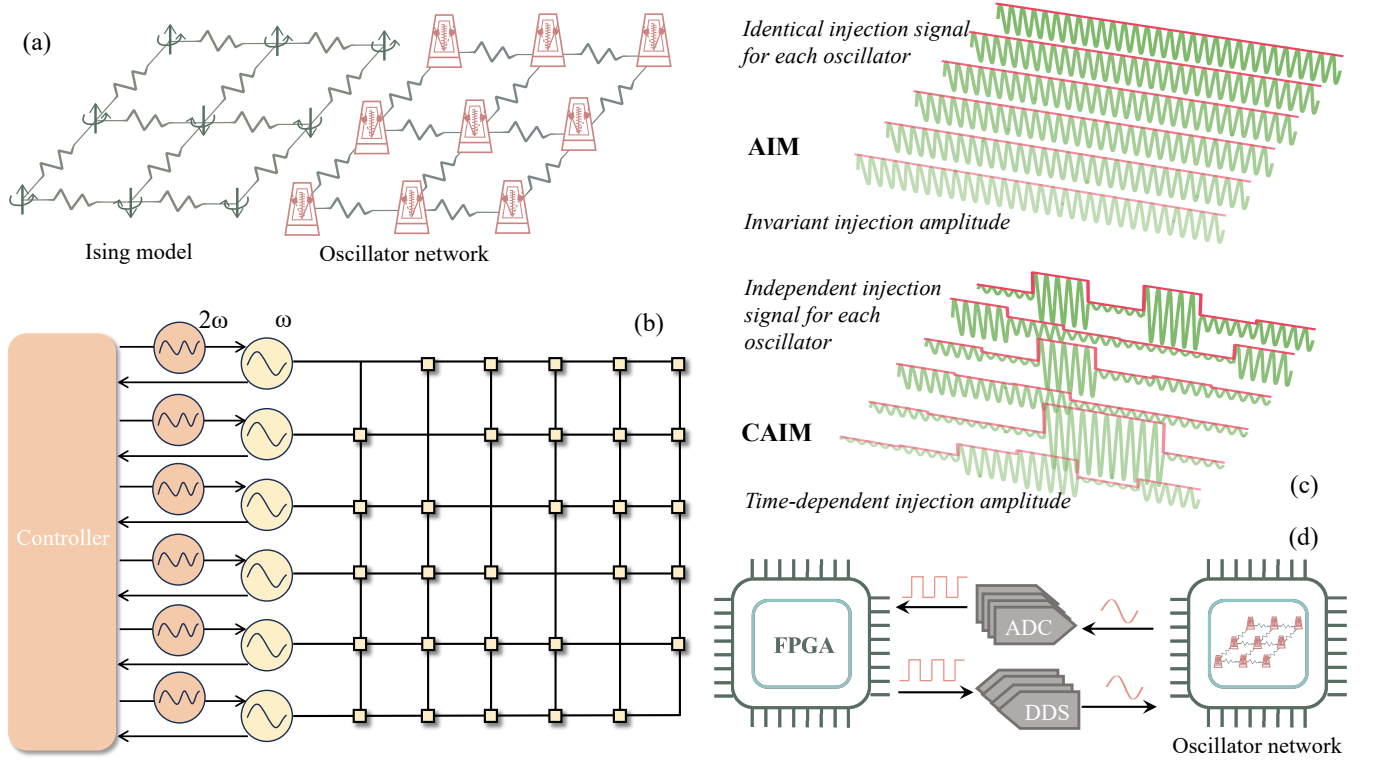 (a)
Ising model
Oscillator network
2ω
ω
(b)
Controller
Identical injection signal
for each oscillator
AIM
Invariant injection amplitude
Independent injection
signal for each
oscillator
CAIM
Time-dependent injection amplitude
(c)
(d)
FPGA
ADC
DDS
Oscillator network